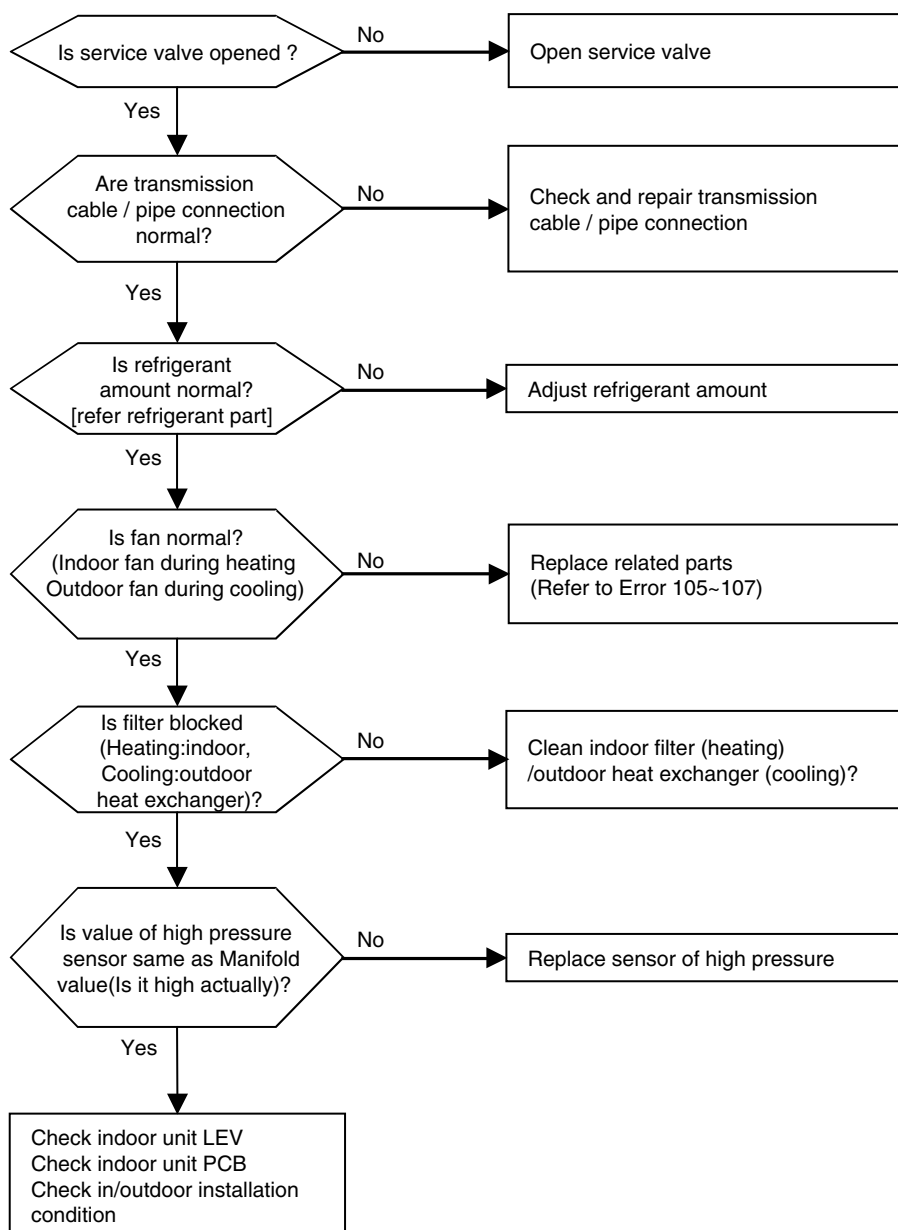 Is service valve opened ?
No
Open service valve
Yes
Are transmission
cable / pipe connection
normal?
No
Check and repair transmission
cable / pipe connection
Yes
Is refrigerant
amount normal?
[refer refrigerant part]
No
Adjust refrigerant amount
Yes
Is fan normal?
(Indoor fan during heating
Outdoor fan during cooling)
No
Replace related parts
(Refer to Error 105~107)
Yes
Is filter blocked
(Heating:indoor,
Cooling:outdoor
heat exchanger)?
No
Clean indoor filter (heating)
/outdoor heat exchanger (cooling)?
Yes
Is value of high pressure
sensor same as Manifold
value(Is it high actually)?
No
Replace sensor of high pressure
Yes
Check indoor unit LEV
Check indoor unit PCB
Check in/outdoor installation
condition